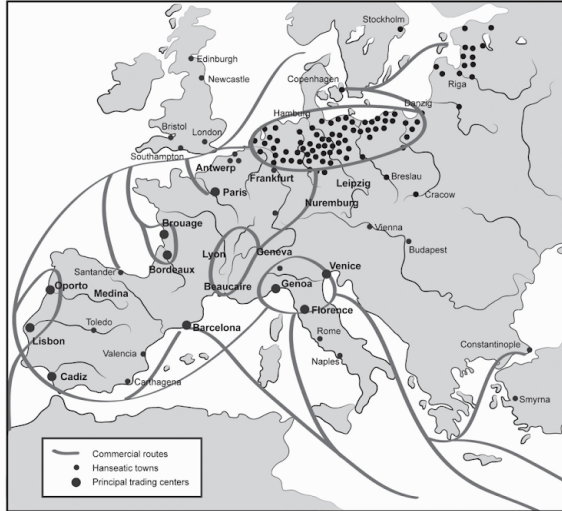 Stockholm
Edinburgh
Newcastle
Copenhagen
Riga
Hamburg
Danzig
Bristol
London
Southampton
Antwerp
Frankfurt
Leipzig
Breslau
Paris
Cracow
Nuremburg
Brouage
Vienna
Budapest
Lyon
Geneva
Bordeaux
Venice
Santander
Oporto
Medina
Beaucaire
Genoa
Florence
Toledo
Barcelona
Rome
Lisbon
Constantinople
Valencia
Naples
Cadiz
Carthagena
Smyrna
Commercial routes
Hanseatic towns
Principal trading centers